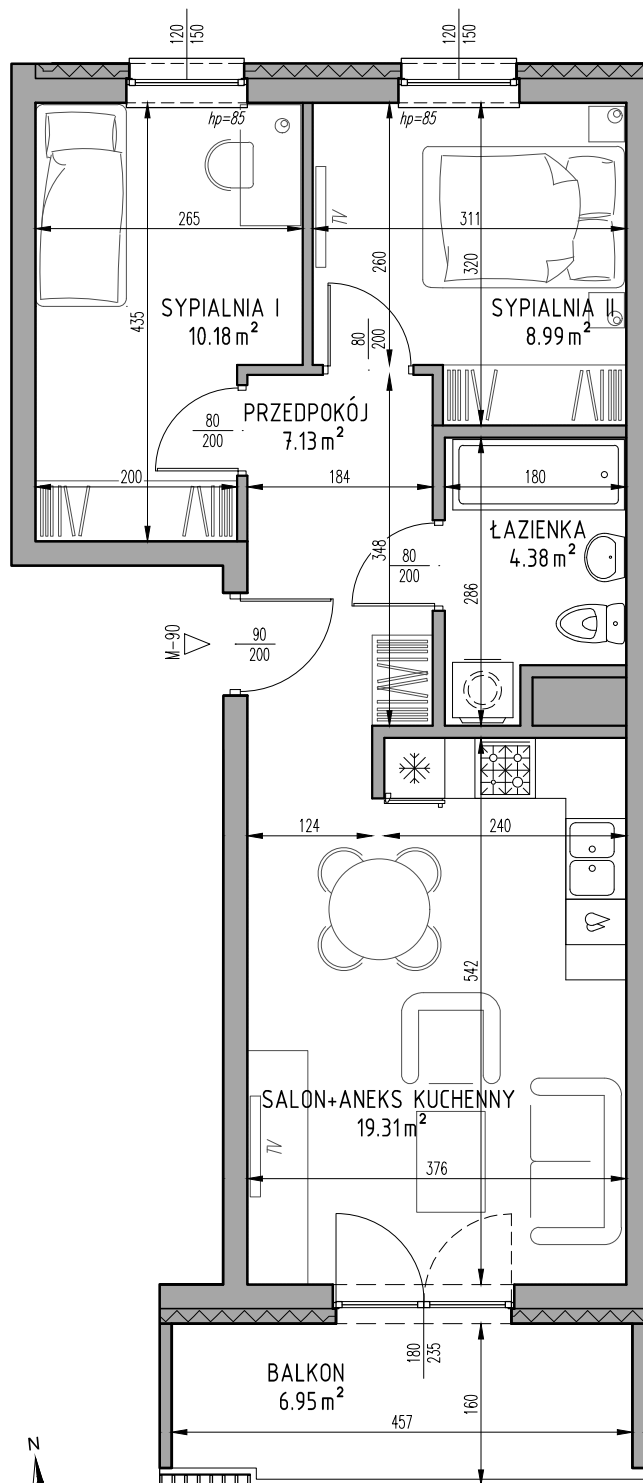 120
150
120
150
hp=85
hp=85
265
TV
311
260
320
435
SYPIALNIA I
10.18 m²
SYPIALNIA II
8.99 m²
80
200
PRZEDPOKÓJ
7.13 m²
80
200
200
184
180
ŁAZIENKA
4.38 m²
348
80
200
286
M-90
90
200
124
240
542
SALON+ANEKS KUCHENNY
19.31 m²
TV
376
180
235
BALKON
6.95 m²
160
457
N